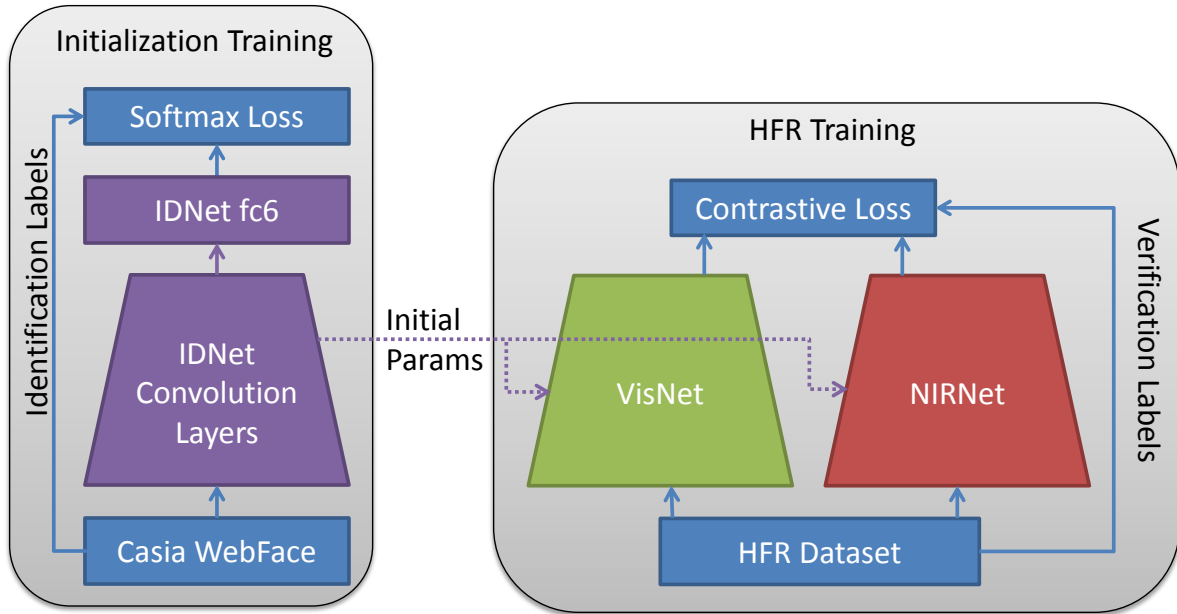 Initialization Training
Softmax Loss
IDNet fc6
Identification Labels
IDNet
Convolution
Layers
Casia WebFace
Initial
Params
HFR Training
Contrastive Loss
VisNet
NIRNet
Verification Labels
HFR Dataset